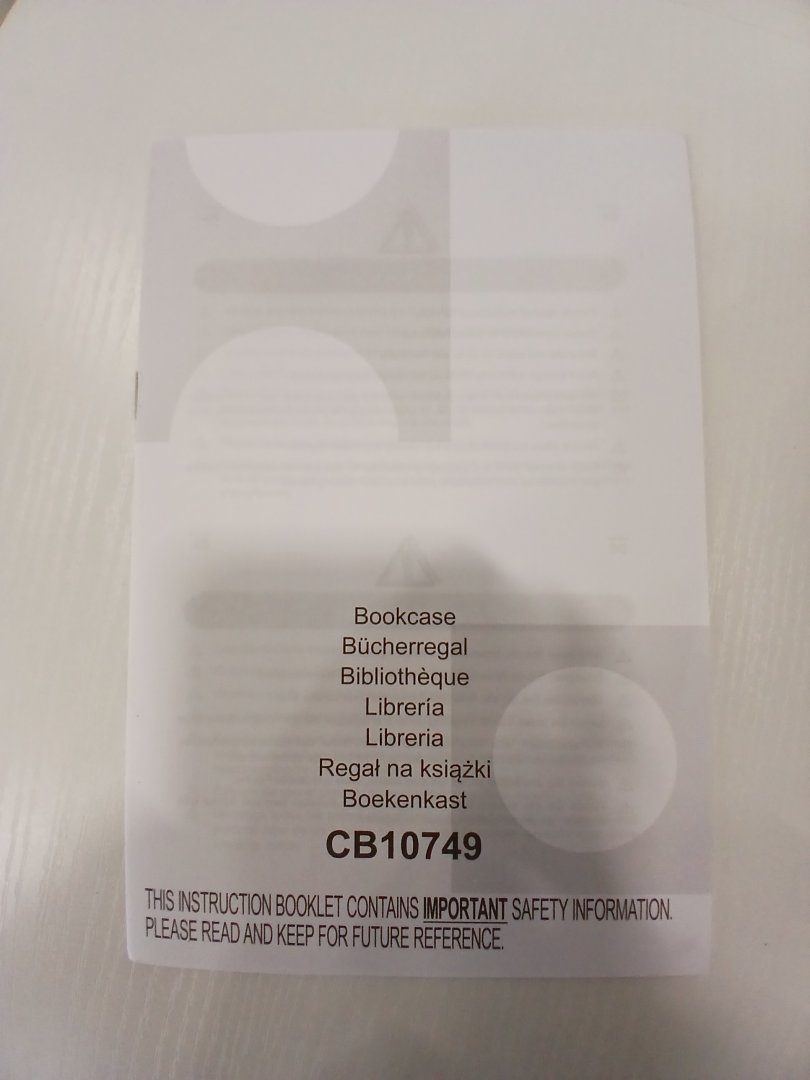 Bookcase
Bücherregal
Bibliothèque
Librería
Libreria
Regał na książki
Boekenkast
CB10749
THIS INSTRUCTION BOOKLET CONTAINS IMPORTANT SAFETY INFORMATION.
PLEASE READ AND KEEP FOR FUTURE REFERENCE.